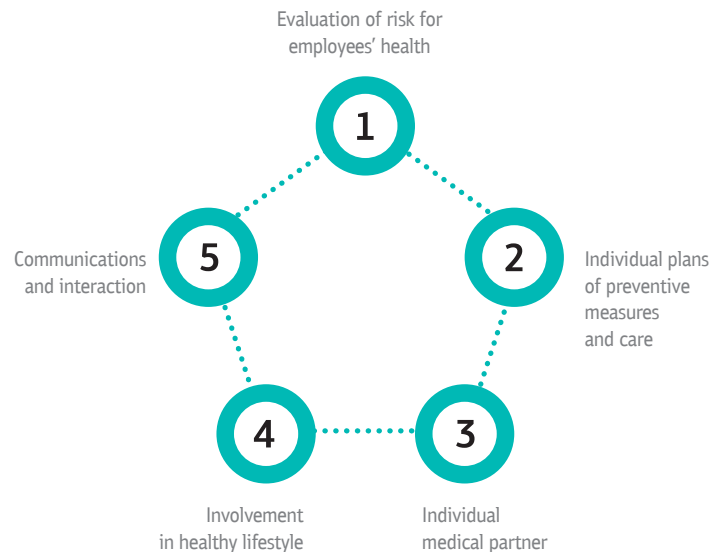 Evaluation of risk for
employees’ health
1
2
Individual plans
of preventive
measures
and care
3
Individual
medical partner
4
Involvement
in healthy lifestyle
5
Communications
and interaction